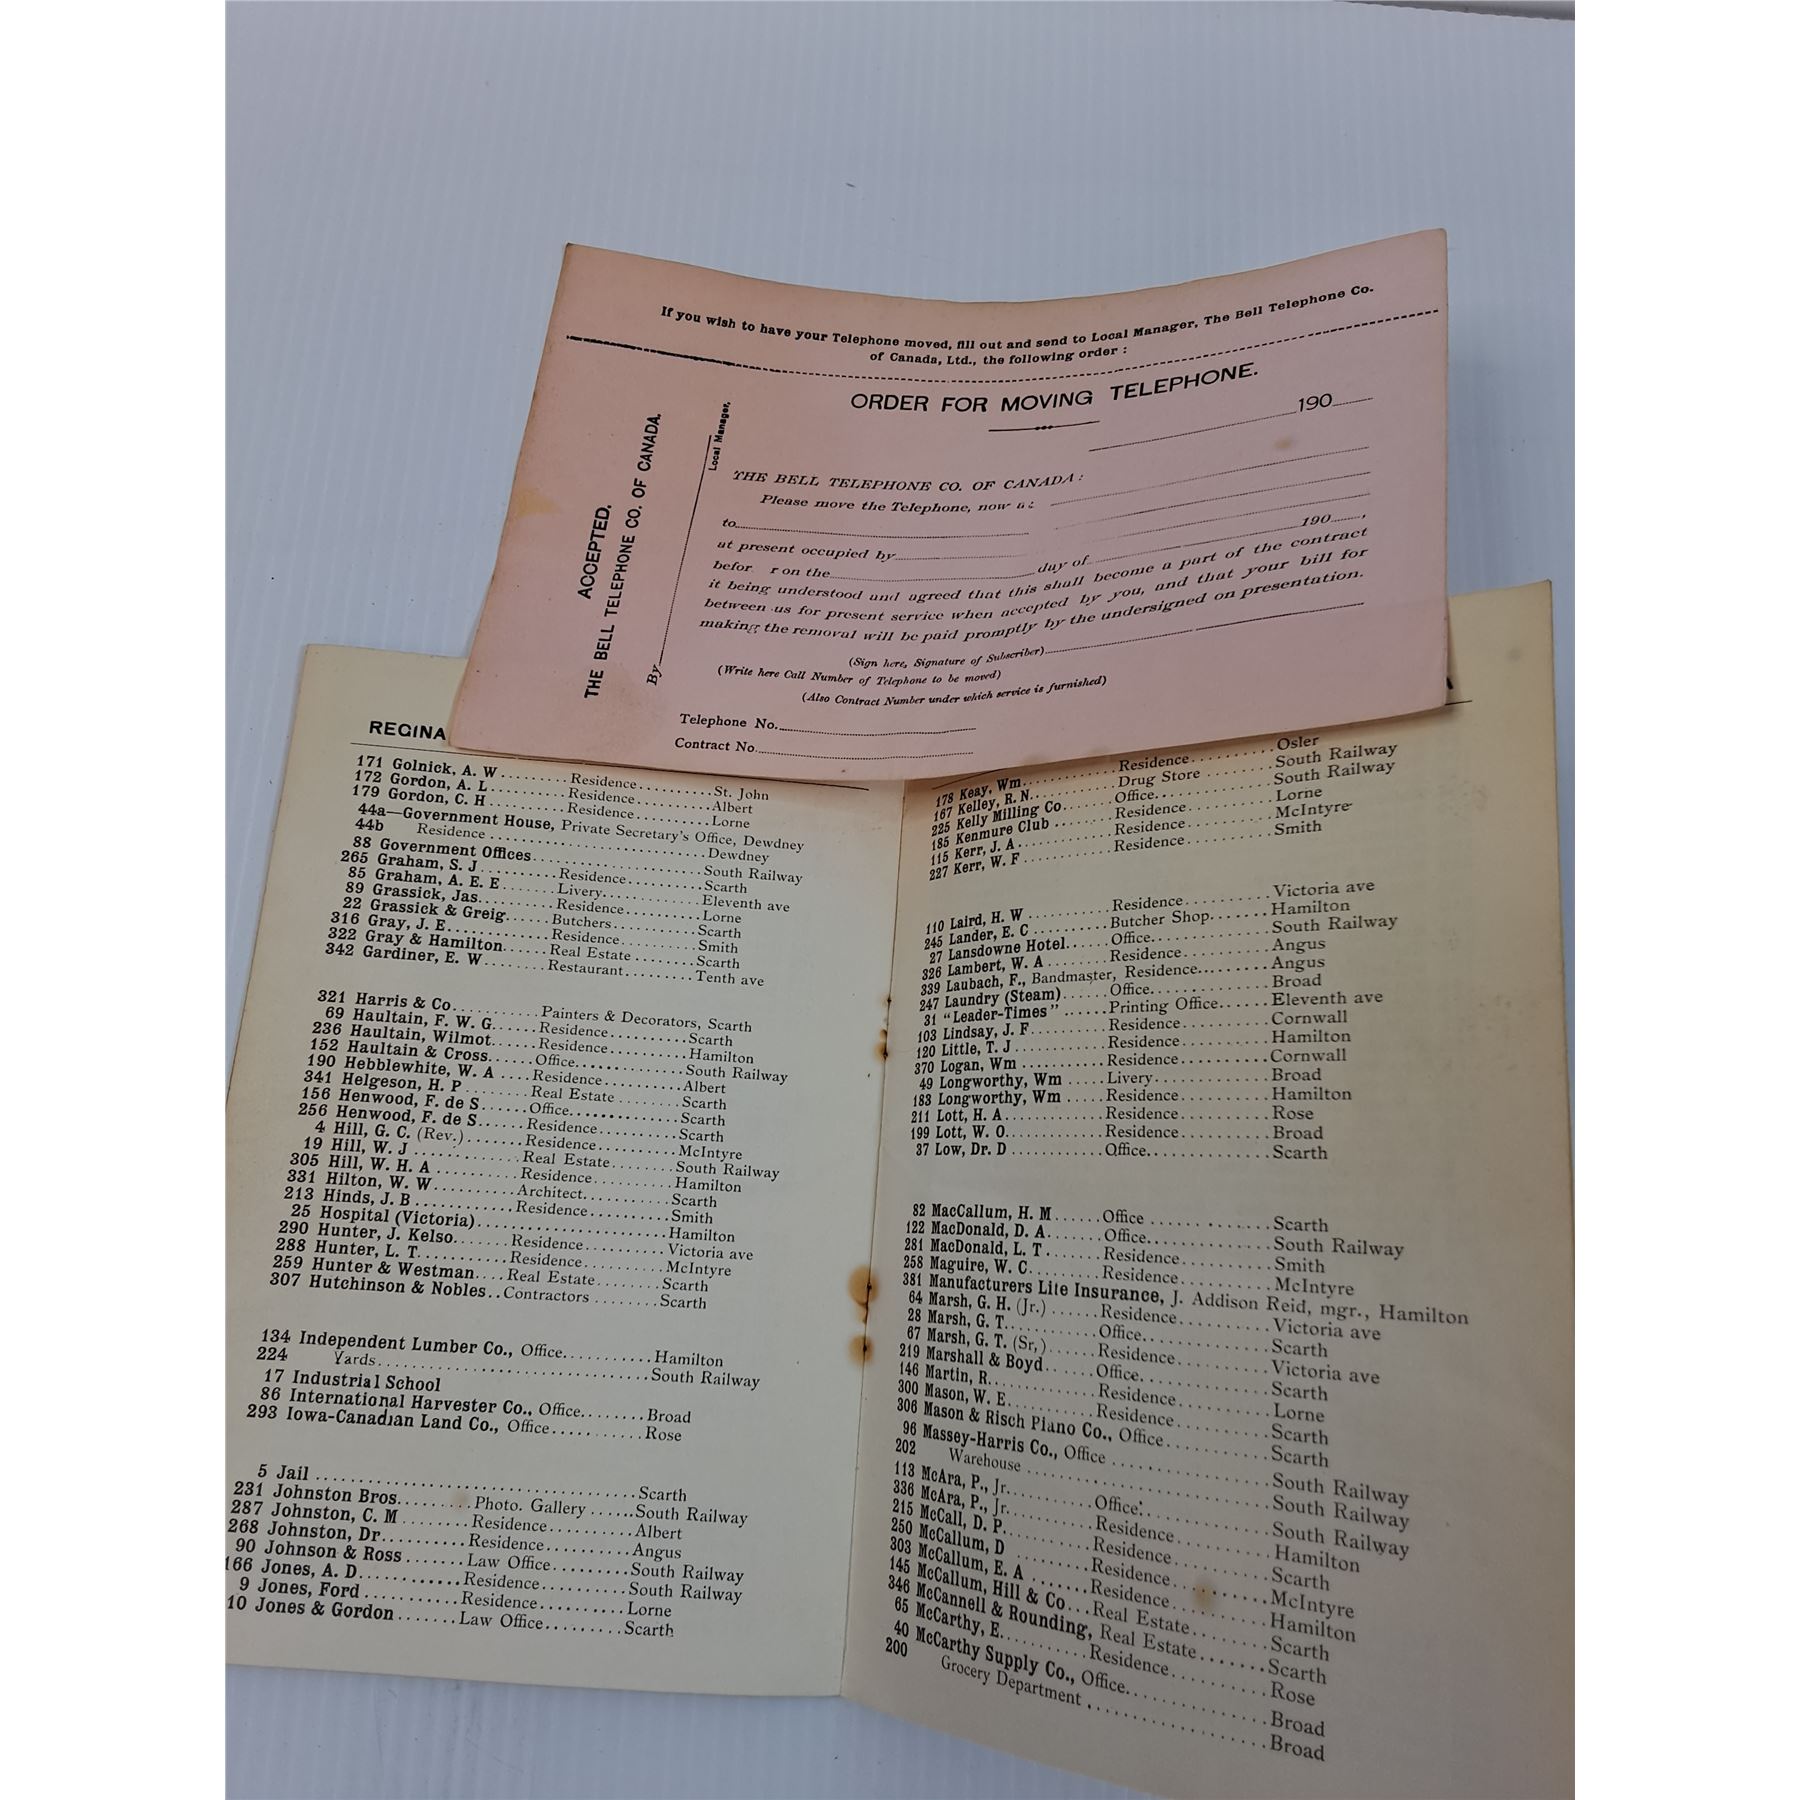 If you wish to have your Telephone moved, fill out and send to Local Manager, The Bell Telephone Co.
of Canada, Ltd., the following order :
ORDER FOR MOVING TELEPHONE.
190
ACCEPTED.
THE BELL TELEPHONE CO. OF CANADA.
By
Local Manager,
THE BELL TELEPHONE CO. OF CANADA:
Please move the Telephone, now
to
at present occupied by
on the day of 190 ,
it being understood and agreed that this shall become a part of the contract
between us for present service when accepted by you, and that your bill for
making the removal will be paid promptly by the undersigned on presentation.
(Sign here, Signature of Subscriber)
(Write here Call Number of Telephone to be moved)
(Also Contract Number under which service is furnished)
Telephone No.
Contract No.
REGINA
171 Golnick, A. W.........Residence..........St. John
172 Gordon, A. L..........Residence..........Albert
179 Gordon, C. H..........Residence..........Lorne
44a—Government House, Private Secretary's Office, Dewdney
44b Residence ..........................Dewdney
88 Government Offices....................South Railway
265 Graham, S. J..........Residence..........Scarth
85 Graham, A. E. E.......Livery.............Eleventh ave
89 Grassick, Jas..........Residence..........Lorne
22 Grassick & Greig......Butchers...........Scarth
316 Gray, J. E.............Residence..........Smith
322 Gray & Hamilton......Real Estate ........Scarth
342 Gardiner, E. W........Restaurant.........Tenth ave
321 Harris & Co...........Painters & Decorators, Scarth
69 Haultain, F. W. G......Residence..........Scarth
236 Haultain, Wilmot......Residence..........Hamilton
152 Haultain & Cross......Office..............South Railway
190 Hebblewhite, W. A ....Residence..........Albert
341 Helgeson, H. P ........Real Estate ........Scarth
156 Henwood, F. de S......Office..............Scarth
256 Henwood, F. de S......Residence..........Scarth
4 Hill, G. C. (Rev.).......Residence..........McIntyre
19 Hill, W. J .............Real Estate........South Railway
305 Hill, W. H. A ..........Residence..........Hamilton
331 Hilton, W. W..........Architect...........Scarth
213 Hinds, J. B ............Residence..........Smith
25 Hospital (Victoria)......................Hamilton
290 Hunter, J. Kelso.......Residence..........Victoria ave
288 Hunter, L. T...........Residence..........McIntyre
259 Hunter & Westman....Real Estate........Scarth
307 Hutchinson & Nobles..Contractors ........Scarth
134 Independent Lumber Co., Office...........Hamilton
224 Yards..............................South Railway
17 Industrial School
86 International Harvester Co., Office........Broad
293 Iowa-Canadian Land Co., Office...........Rose
5 Jail ...................................Scarth
231 Johnston Bros.........Photo. Gallery ......South Railway
287 Johnston, C. M ........Residence..........Albert
268 Johnston, Dr..........Residence..........Angus
90 Johnson & Ross .......Law Office.........South Railway
166 Jones, A. D............Residence..........South Railway
9 Jones, Ford ...........Residence..........Lorne
10 Jones & Gordon .......Law Office.........Scarth
178 Keay, Wm............Residence..........Osler
167 Kelley, R. N..........Drug Store ........South Railway
225 Kelly Milling Co.......Office.............South Railway
185 Kenmure Club ........Residence..........Lorne
115 Kerr, J. A............Residence..........McIntyre
227 Kerr, W. F............Residence..........Smith
110 Laird, H. W ...........Residence..........Victoria ave
245 Lander, E. C ..........Butcher Shop.......Hamilton
27 Lansdowne Hotel......Office.............South Railway
326 Lambert, W. A ........Residence..........Angus
339 Laubach, F., Bandmaster, Residence.........Angus
247 Laundry (Steam)......Office.............Broad
31 "Leader-Times" ......Printing Office......Eleventh ave
103 Lindsay, J. F..........Residence..........Cornwall
120 Little, T. J ............Residence..........Hamilton
370 Logan, Wm ...........Residence..........Cornwall
49 Longworthy, Wm .....Livery.............Broad
183 Longworthy, Wm .....Residence..........Hamilton
211 Lott, H. A.............Residence..........Rose
199 Lott, W. O............Residence..........Broad
37 Low, Dr. D ............Office..............Scarth
82 MacCallum, H. M......Office .............Scarth
122 MacDonald, D. A.......Office.............South Railway
281 MacDonald, L. T .......Residence..........Smith
258 Maguire, W. C.........Residence..........McIntyre
381 Manufacturers Life Insurance, J. Addison Reid, mgr., Hamilton
64 Marsh, G. H. (Jr.) ......Residence..........Victoria ave
28 Marsh, G. T............Office.............Scarth
67 Marsh, G. T. (Sr,)......Residence..........Victoria ave
219 Marshall & Boyd......Office.............Scarth
146 Martin, R.............Residence..........Lorne
300 Mason, W. E..........Residence..........Scarth
306 Mason & Risch Piano Co., Office...........Scarth
96 Massey-Harris Co., Office ................South Railway
202 Warehouse .........................South Railway
113 McAra, P., Jr...........Office.............South Railway
336 McAra, P., Jr...........Residence..........Hamilton
215 McCall, D. P...........Residence..........Scarth
250 McCallum, D ..........Residence..........McIntyre
303 McCallum, E. A .......Residence..........Hamilton
145 McCallum, Hill & Co...Real Estate........Scarth
346 McCannell & Rounding, Real Estate.......Scarth
65 McCarthy, E...........Residence..........Rose
40 McCarthy Supply Co., Office..............Broad
200 Grocery Department ..................Broad